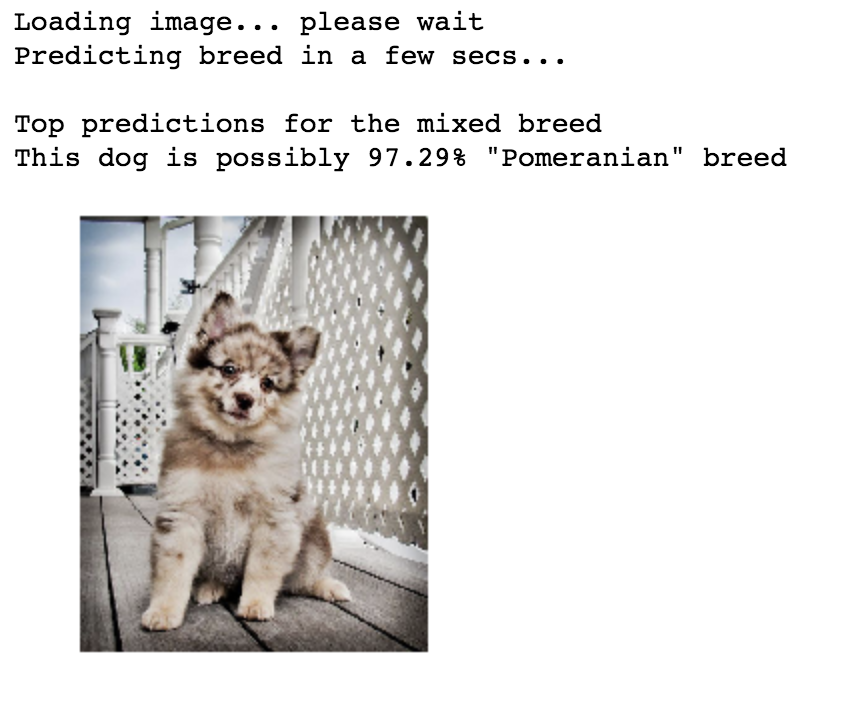 Loading image... please wait
Predicting breed in a few secs...
Top predictions for the mixed breed
This dog is possibly 97.29% "Pomeranian" breed